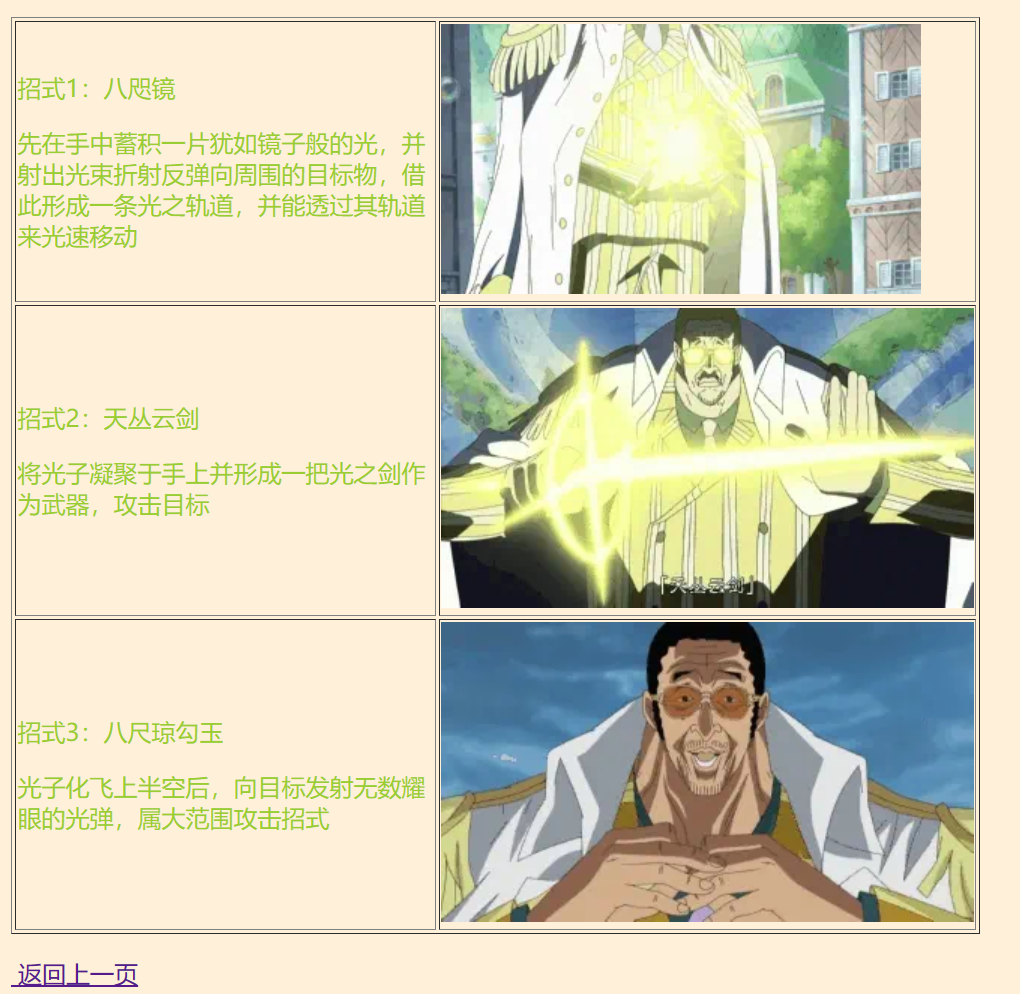 招式1：八咫镜
先在手中蓄积一片犹如镜子般的光，并
射出光束折射反弹向周围的目标物，借
此形成一条光之轨道，并能透过其轨道
来光速移动
招式2：天丛云剑
将光子凝聚于手上并形成一把光之剑作
为武器，攻击目标
「天丛云剑」
招式3：八尺琼勾玉
光子化飞上半空后，向目标发射无数耀
眼的光弹，属大范围攻击招式
返回上一页